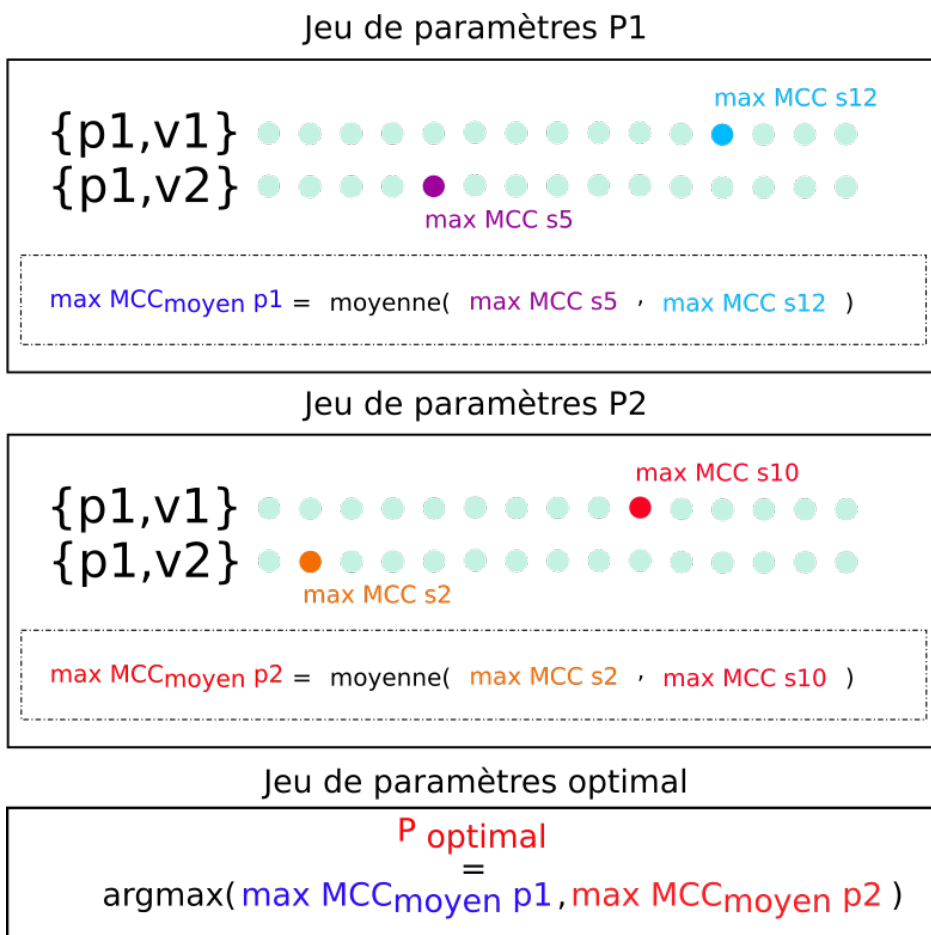 Jeu de paramètres P1
max MCC s12
{p1,v1}
{p1,v2}
max MCC s5
max MCCmoyen p1 = moyenne( max MCC s5 , max MCC s12 )
Jeu de paramètres P2
max MCC s10
{p1,v1}
{p1,v2}
max MCC s2
max MCCmoyen p2 = moyenne( max MCC s2 , max MCC s10 )
Jeu de paramètres optimal
P optimal
=
argmax(max MCCmoyen p1,max MCCmoyen p2 )